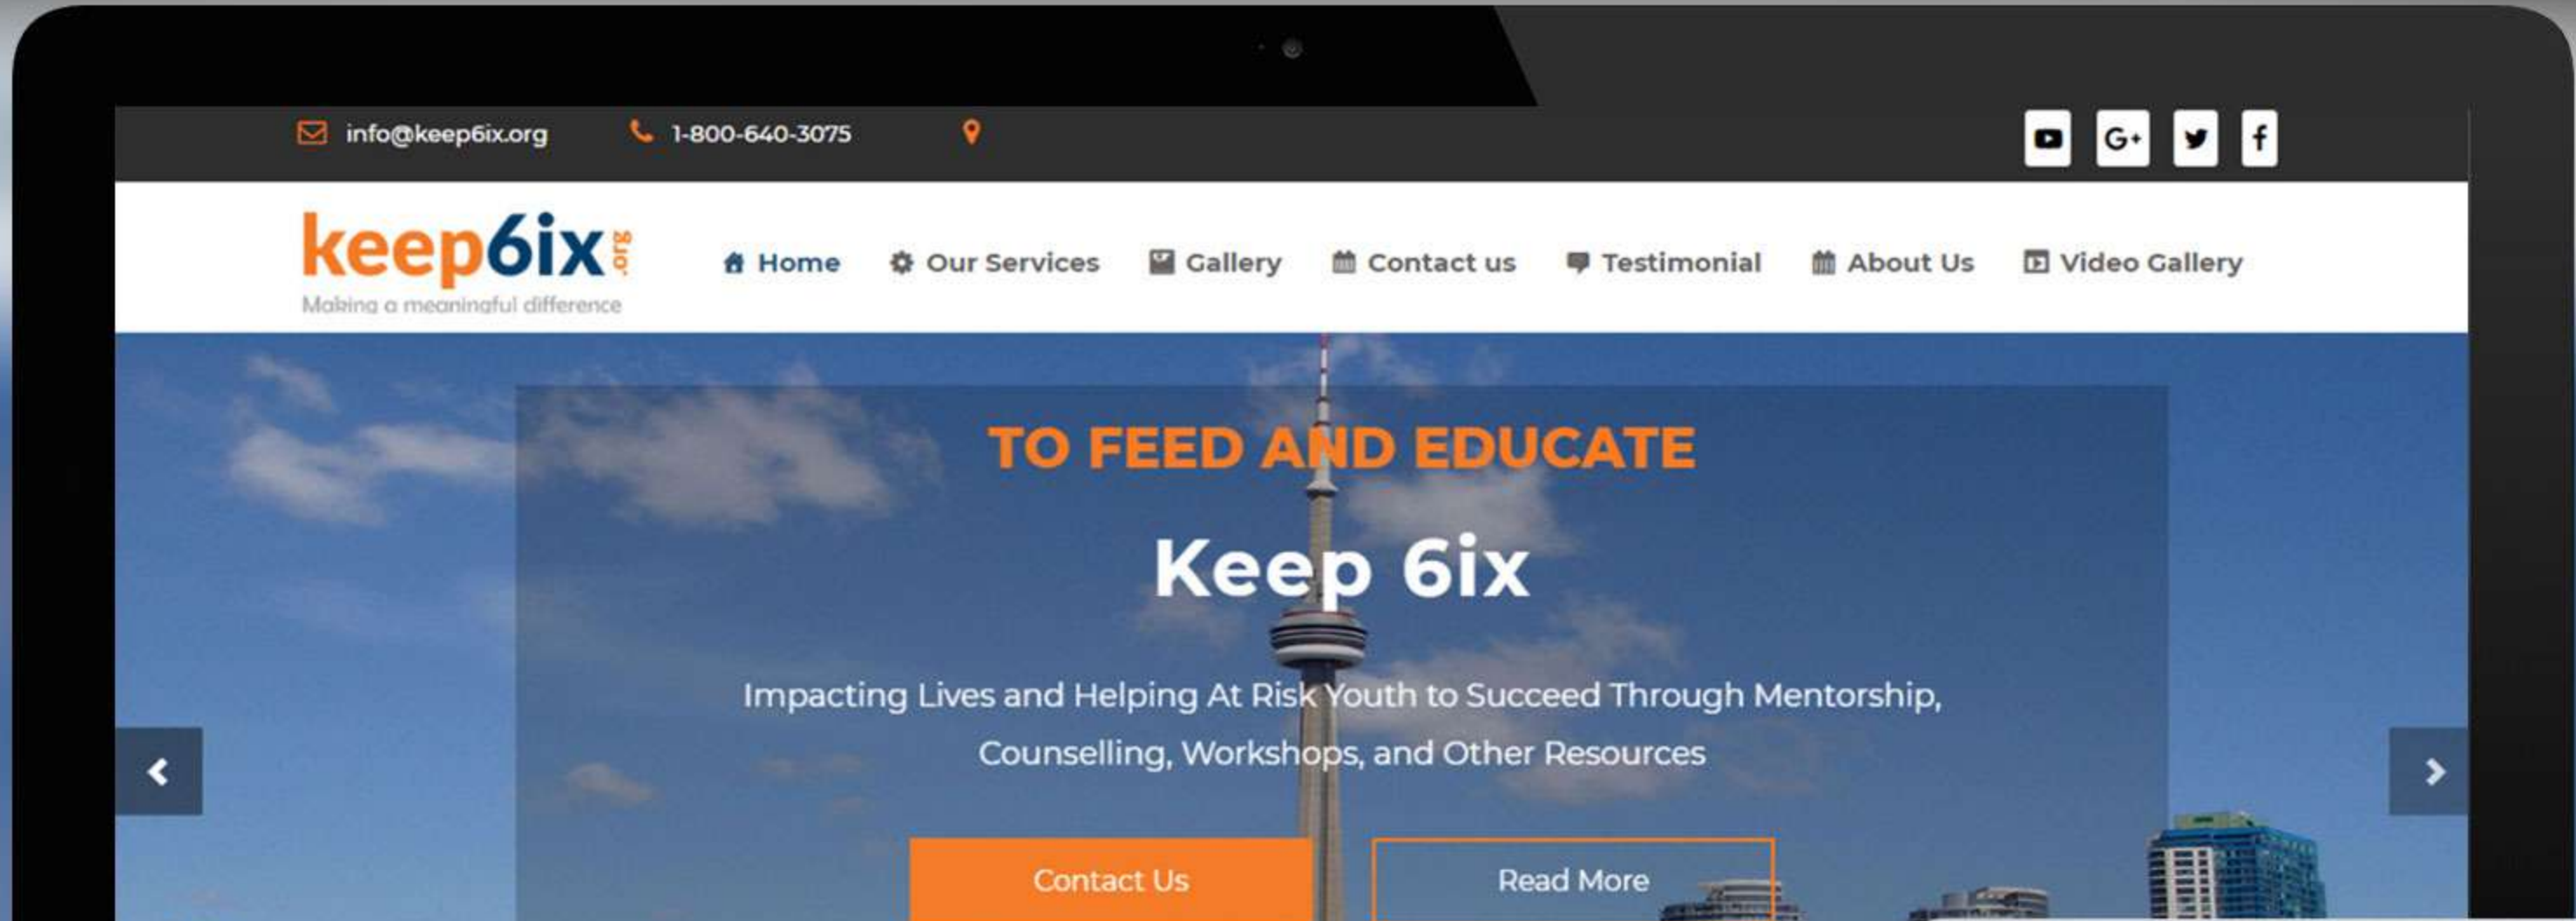 info@keep6ix.org 1-800-640-3075 G+ f
keep6ix.org
Making a meaningful difference
Home Our Services Gallery Contact us Testimonial About Us Video Gallery
TO FEED AND EDUCATE
Keep 6ix
Impacting Lives and Helping At Risk Youth to Succeed Through Mentorship,
Counselling, Workshops, and Other Resources
Contact Us Read More